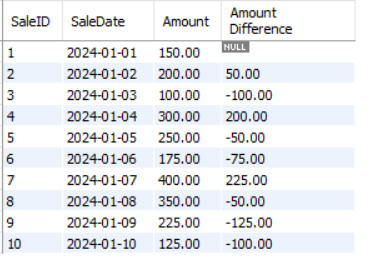 SaleID SaleDate Amount Amount Difference
1 2024-01-01 150.00 NULL
2 2024-01-02 200.00 50.00
3 2024-01-03 100.00 -100.00
4 2024-01-04 300.00 200.00
5 2024-01-05 250.00 -50.00
6 2024-01-06 175.00 -75.00
7 2024-01-07 400.00 225.00
8 2024-01-08 350.00 -50.00
9 2024-01-09 225.00 -125.00
10 2024-01-10 125.00 -100.00